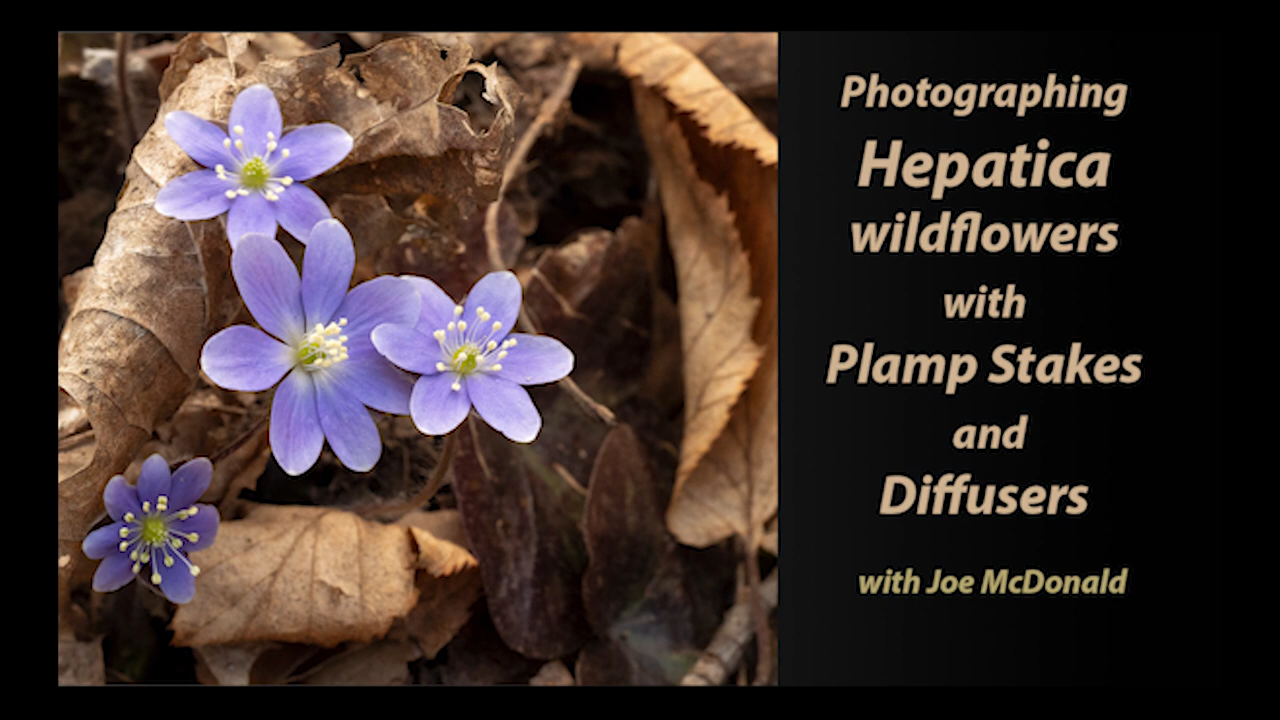 Photographing
Hepatica
wildflowers
with
Plamp Stakes
and
Diffusers
with Joe McDonald